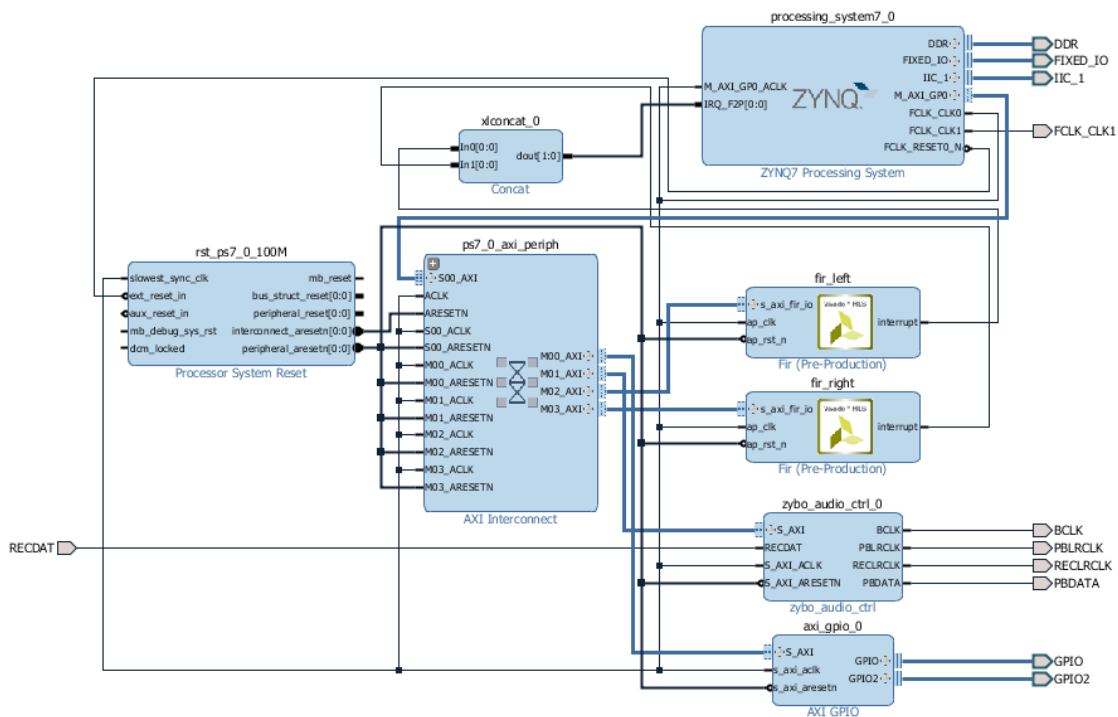 processing_system7_0
M_AXI_GP0_ACLK
IRQ_F2P[0:0]
ZYNQ
DDR
FIXED_IO
IIC_1
M_AXI_GP0
FCLK_CLK0
FCLK_CLK1
FCLK_RESET0_N
ZYNQ7 Processing System
DDR
FIXED_IO
IIC_1
FCLK_CLK1
xlconcat_0
In0[0:0]
In1[0:0]
dout[1:0]
Concat
rst_ps7_0_100M
slowest_sync_clk
ext_reset_in
aux_reset_in
mb_debug_sys_rst
dcm_locked
mb_reset
bus_struct_reset[0:0]
peripheral_reset[0:0]
interconnect_aresetn[0:0]
peripheral_aresetn[0:0]
Processor System Reset
ps7_0_axi_periph
S00_AXI
ACLK
ARESETN
S00_ACLK
S00_ARESETN
M00_ACLK
M00_ARESETN
M01_ACLK
M01_ARESETN
M02_ACLK
M02_ARESETN
M03_ACLK
M03_ARESETN
M00_AXI
M01_AXI
M02_AXI
M03_AXI
AXI Interconnect
fir_left
s_axi_fir_io
ap_clk
ap_rst_n
Vivado™ HLS
interrupt
Fir (Pre-Production)
fir_right
s_axi_fir_io
ap_clk
ap_rst_n
Vivado™ HLS
interrupt
Fir (Pre-Production)
RECDAT
zybo_audio_ctrl_0
S_AXI
RECDAT
S_AXI_ACLK
S_AXI_ARESETN
BCLK
PBLRCLK
RECLRCLK
PBDATA
zybo_audio_ctrl
BCLK
PBLRCLK
RECLRCLK
PBDATA
axi_gpio_0
S_AXI
s_axi_aclk
s_axi_aresetn
GPIO
GPIO2
AXI GPIO
GPIO
GPIO2